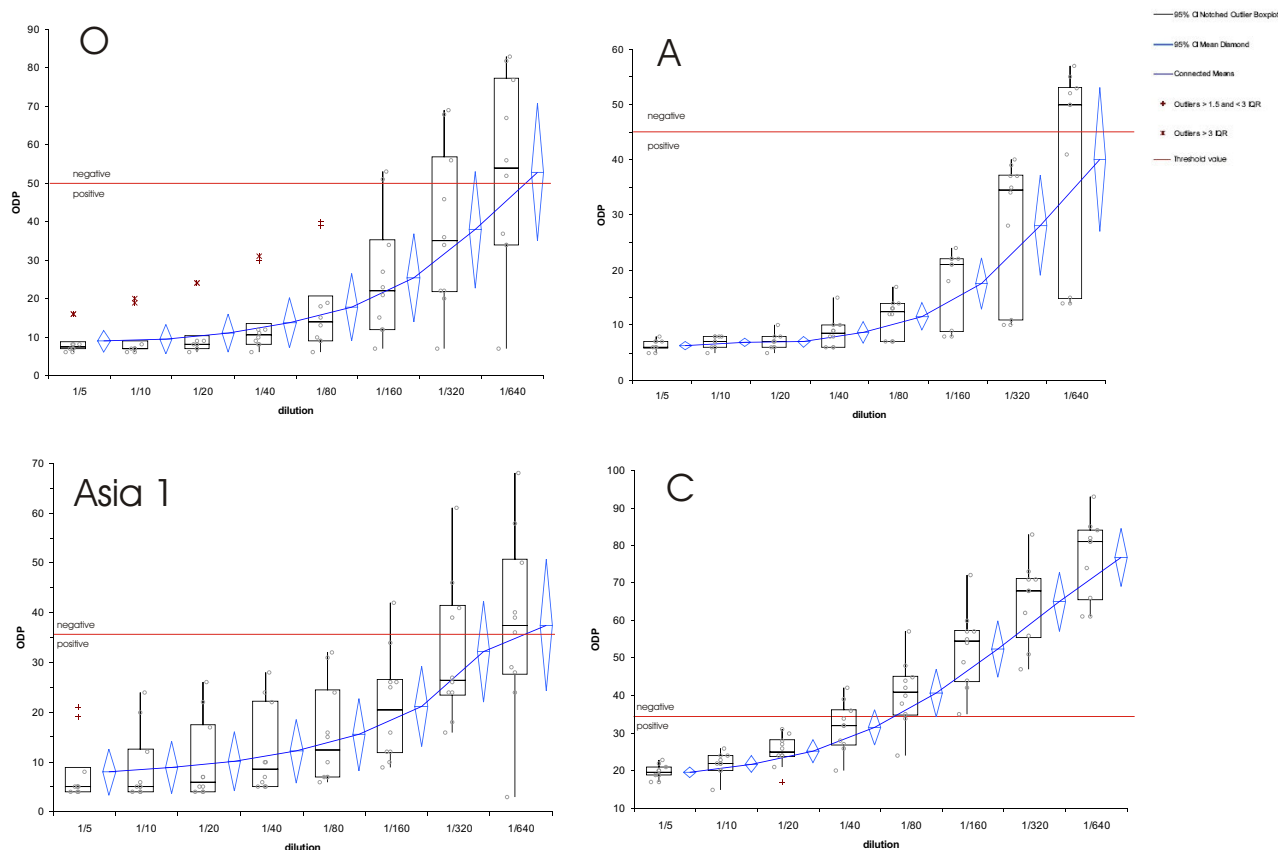 O
90
80
70
60
50
40
30
20
10
0
ODP
negative
positive
1/5 1/10 1/20 1/40 1/80 1/160 1/320 1/640
dilution
A
60
50
40
30
20
10
0
ODP
negative
positive
1/5 1/10 1/20 1/40 1/80 1/160 1/320 1/640
dilution
95% CI Notched Outlier Boxplot
95% CI Mean Diamond
Connected Means
Outliers > 1.5 and < 3 IQR
Outliers > 3 IQR
Threshold value
Asia 1
70
60
50
40
30
20
10
0
ODP
negative
positive
1/5 1/10 1/20 1/40 1/80 1/160 1/320 1/640
dilution
C
100
90
80
70
60
50
40
30
20
10
ODP
negative
positive
1/5 1/10 1/20 1/40 1/80 1/160 1/320 1/640
dilution